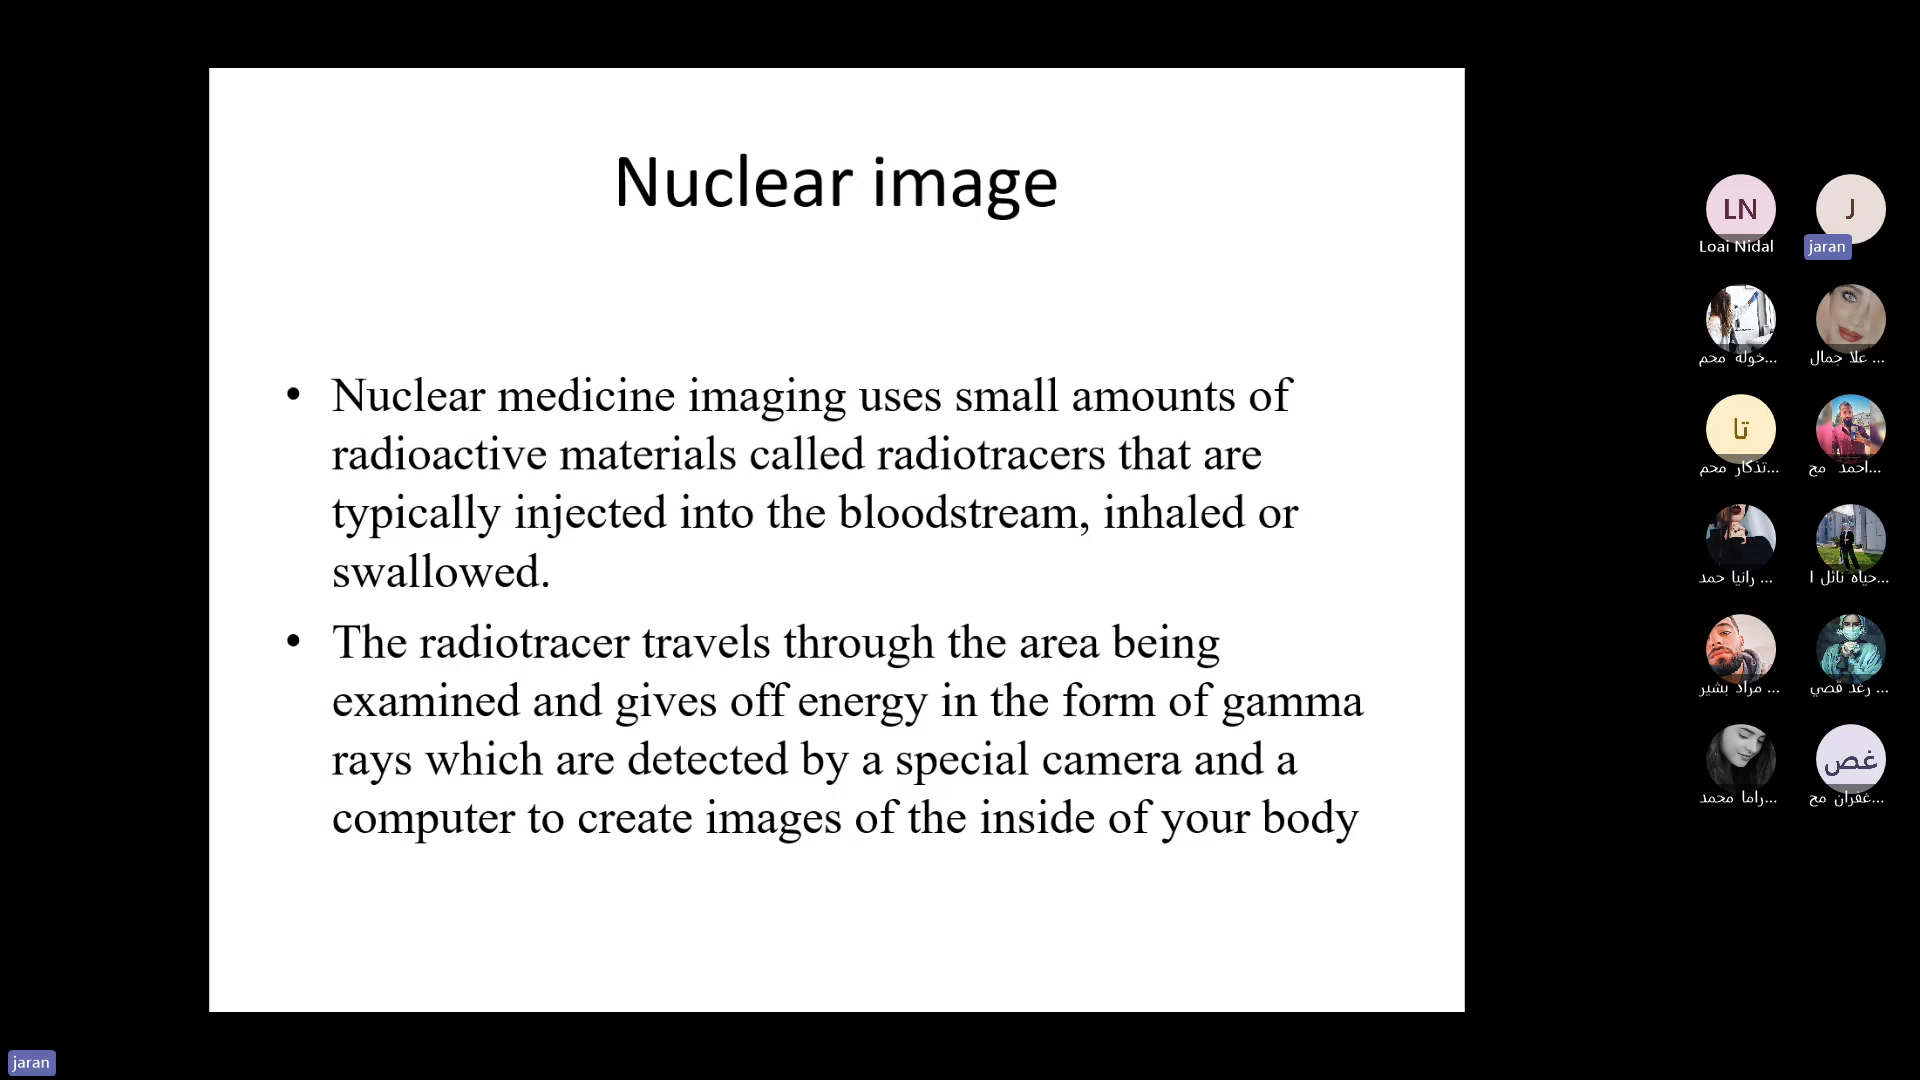 Nuclear image
• Nuclear medicine imaging uses small amounts of
radioactive materials called radiotracers that are
typically injected into the bloodstream, inhaled or
swallowed.
• The radiotracer travels through the area being
examined and gives off energy in the form of gamma
rays which are detected by a special camera and a
computer to create images of the inside of your body
LN
Loai Nidal
J
jaran
خوله محم...
علا جمال ...
تا
تذكار محم...
احمد مح...
رانيا حمد ...
حياه نائل ا...
مراد بشير ...
رغد قصي ...
راما محمد...
غص
غفران مح...
jaran